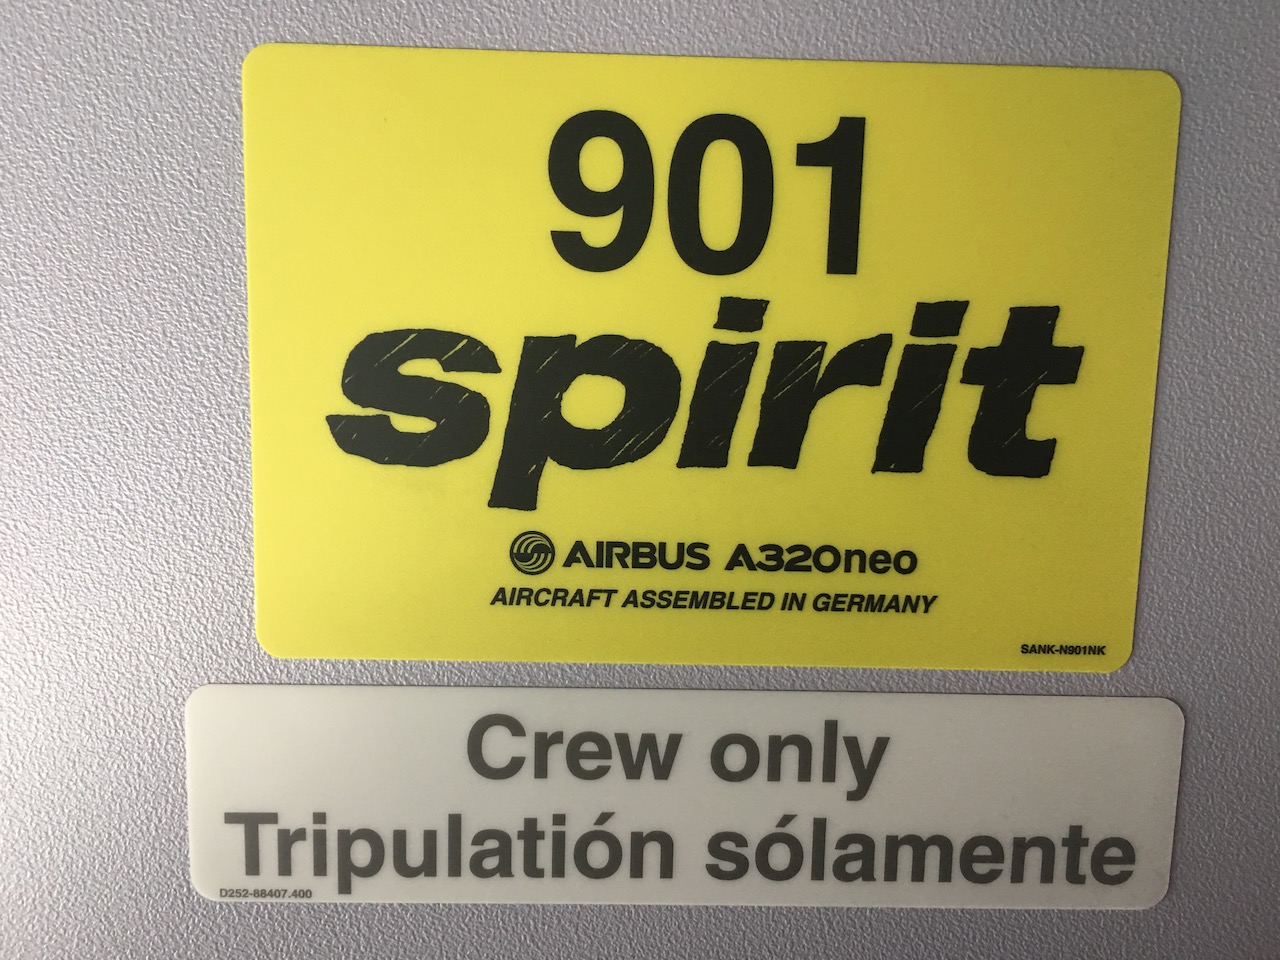 901
spirit
AIRBUS A320neo
AIRCRAFT ASSEMBLED IN GERMANY
SANK-N901NK
Crew only
Tripulatión sólamente
D252-88407.400